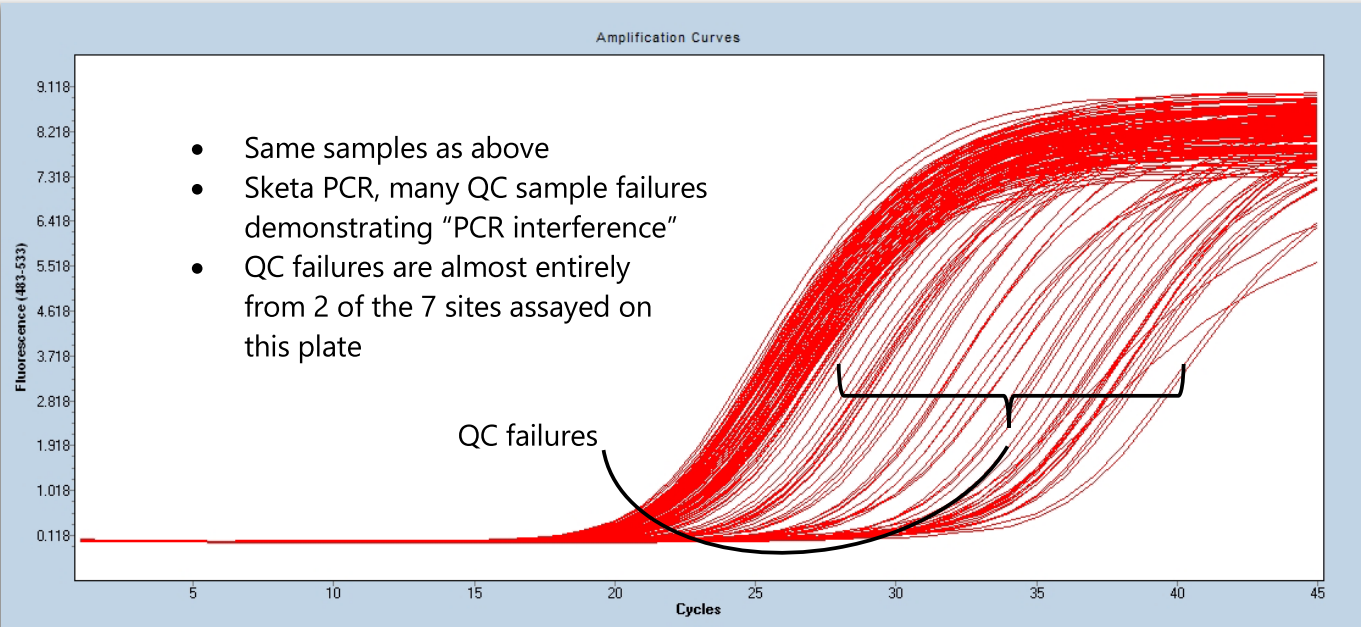 Amplification Curves
9.118
8.218
7.318
6.418
5.518
4.618
3.718
2.818
1.918
1.018
0.118
Fluorescence (483-533)
• Same samples as above
• Sketa PCR, many QC sample failures
demonstrating “PCR interference”
• QC failures are almost entirely
from 2 of the 7 sites assayed on
this plate
QC failures
5 10 15 20 25 30 35 40 45
Cycles